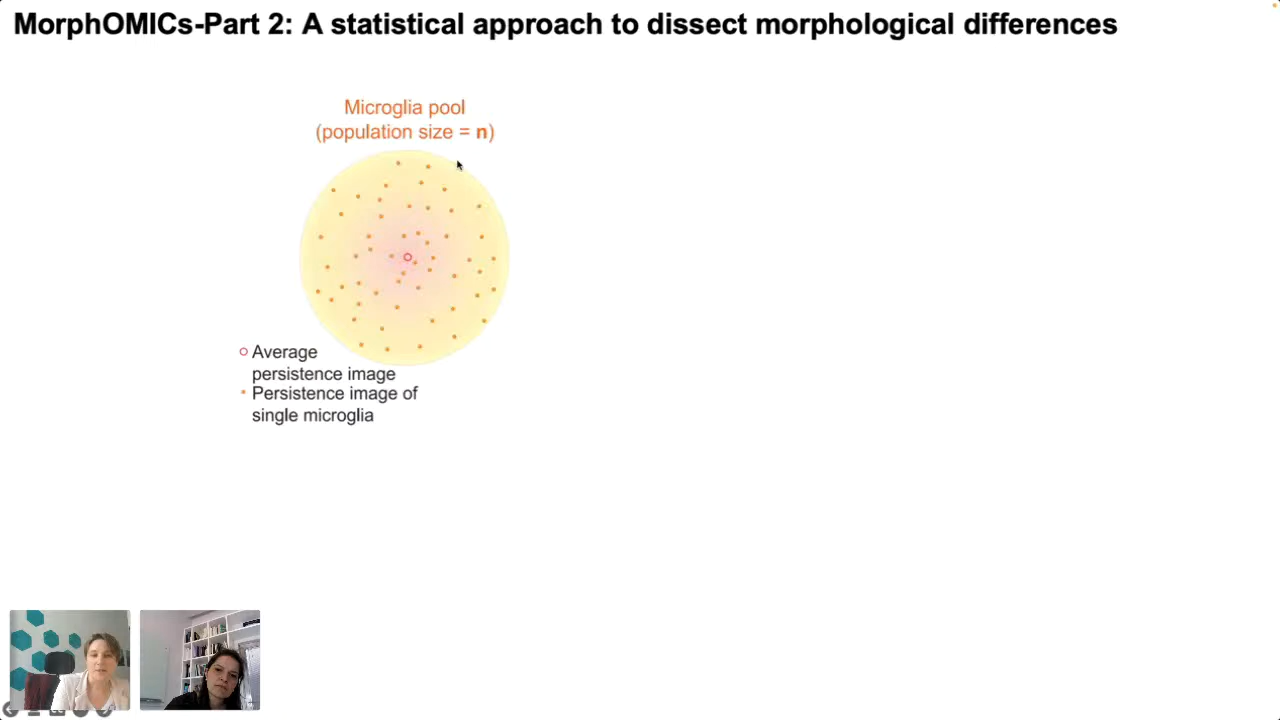 MorphOMICs-Part 2: A statistical approach to dissect morphological differences
Microglia pool
(population size = n)
Average
persistence image
Persistence image of
single microglia